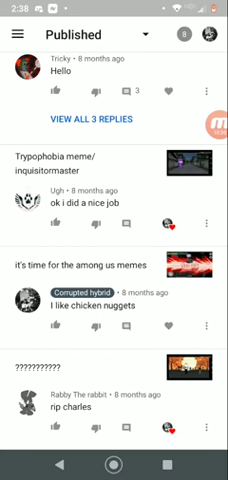 2:38
Published
8
Tricky • 8 months ago
Hello
3
VIEW ALL 3 REPLIES
Trypophobia meme/
inquisitormaster
Ugh • 8 months ago
ok i did a nice job
it's time for the among us memes
Corrupted hybrid • 8 months ago
I like chicken nuggets
???????????
Rabby The rabbit • 8 months ago
rip charles